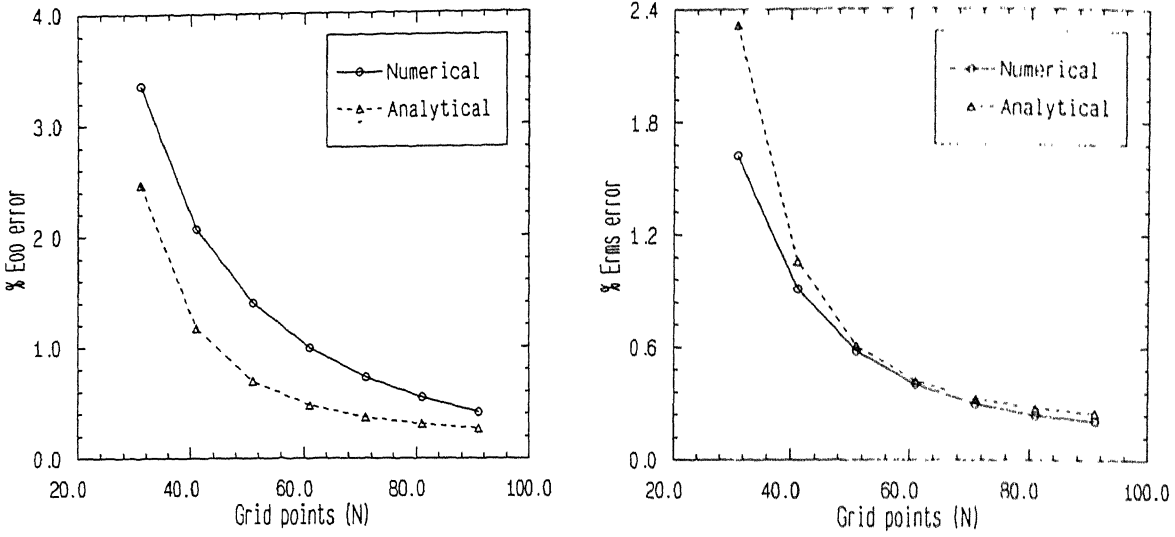 4.0
3.0
2 0
1.0
0.0
% Eoo error
20.0 40.0 60.0 80.0 100.0
Grid points (N)
Numerical
Analytical
2.4
1.8
1.2
0.6
0.0
% Erms error
20.0 40.0 60.0 80.0 100.0
Grid points (N)
Numerical
Analytical